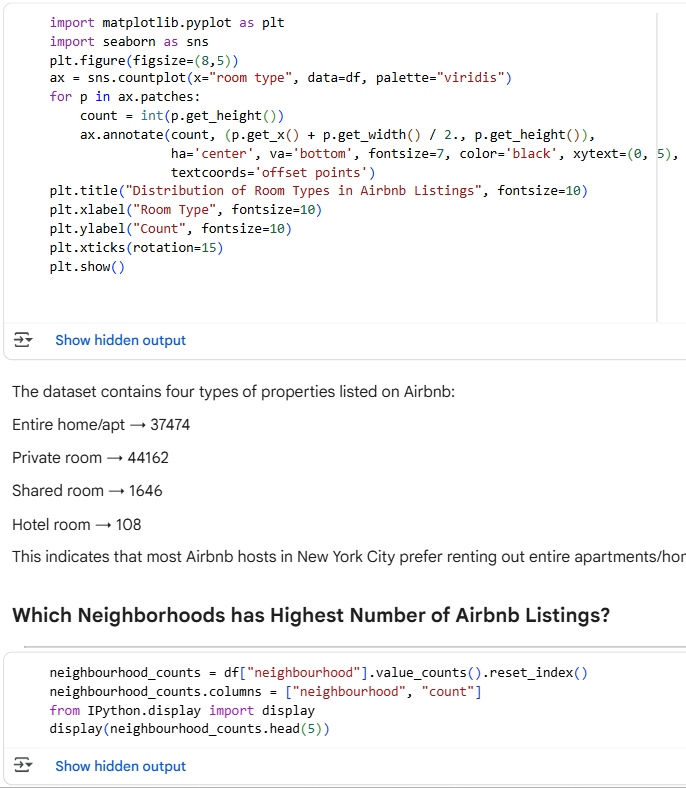 import matplotlib.pyplot as plt
import seaborn as sns
plt.figure(figsize=(8,5))
ax = sns.countplot(x="room type", data=df, palette="viridis")
for p in ax.patches:
    count = int(p.get_height())
    ax.annotate(count, (p.get_x() + p.get_width() / 2., p.get_height()),
                ha='center', va='bottom', fontsize=7, color='black', xytext=(0, 5),
                textcoords='offset points')
plt.title("Distribution of Room Types in Airbnb Listings", fontsize=10)
plt.xlabel("Room Type", fontsize=10)
plt.ylabel("Count", fontsize=10)
plt.xticks(rotation=15)
plt.show()
Show hidden output
The dataset contains four types of properties listed on Airbnb:
Entire home/apt → 37474
Private room → 44162
Shared room → 1646
Hotel room → 108
This indicates that most Airbnb hosts in New York City prefer renting out entire apartments/hor
Which Neighborhoods has Highest Number of Airbnb Listings?
neighbourhood_counts = df["neighbourhood"].value_counts().reset_index()
neighbourhood_counts.columns = ["neighbourhood", "count"]
from IPython.display import display
display(neighbourhood_counts.head(5))
Show hidden output